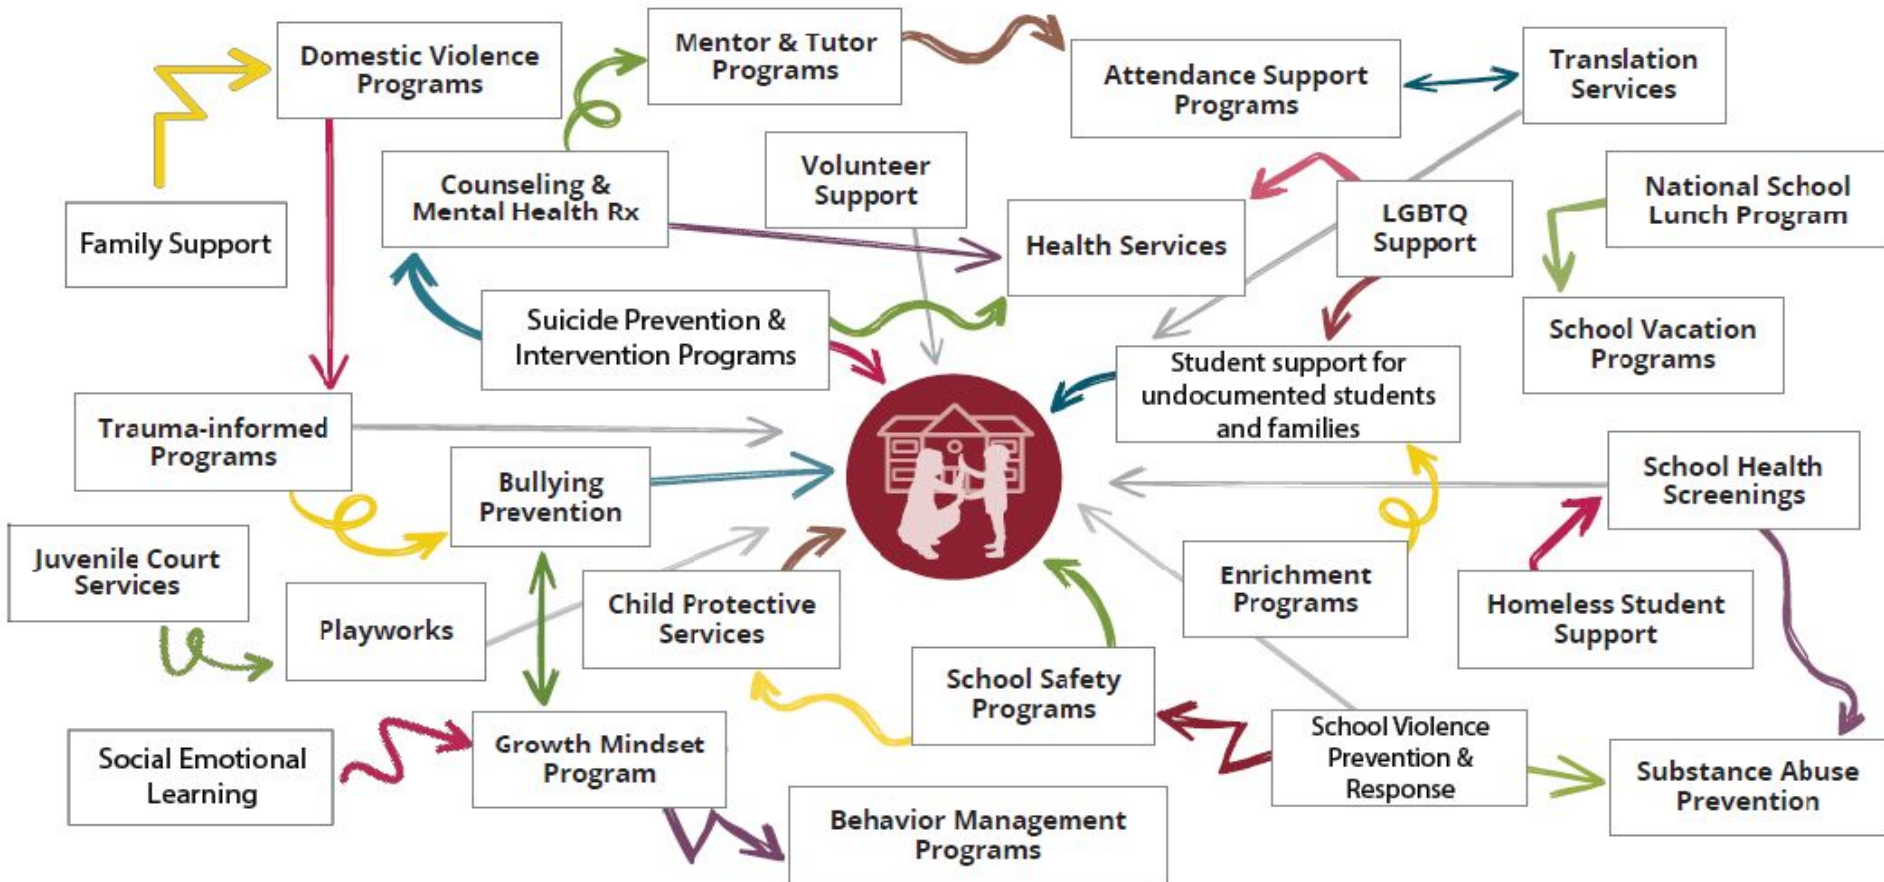 Domestic Violence
Programs
Mentor & Tutor
Programs
Attendance Support
Programs
Translation
Services
Family Support
Counseling &
Mental Health Rx
Volunteer
Support
Health Services
LGBTQ
Support
National School
Lunch Program
Suicide Prevention &
Intervention Programs
Student support for
undocumented students
and families
School Vacation
Programs
Trauma-informed
Programs
Bullying
Prevention
School Health
Screenings
Juvenile Court
Services
Playworks
Child Protective
Services
Enrichment
Programs
Homeless Student
Support
School Safety
Programs
Social Emotional
Learning
Growth Mindset
Program
School Violence
Prevention &
Response
Substance Abuse
Prevention
Behavior Management
Programs